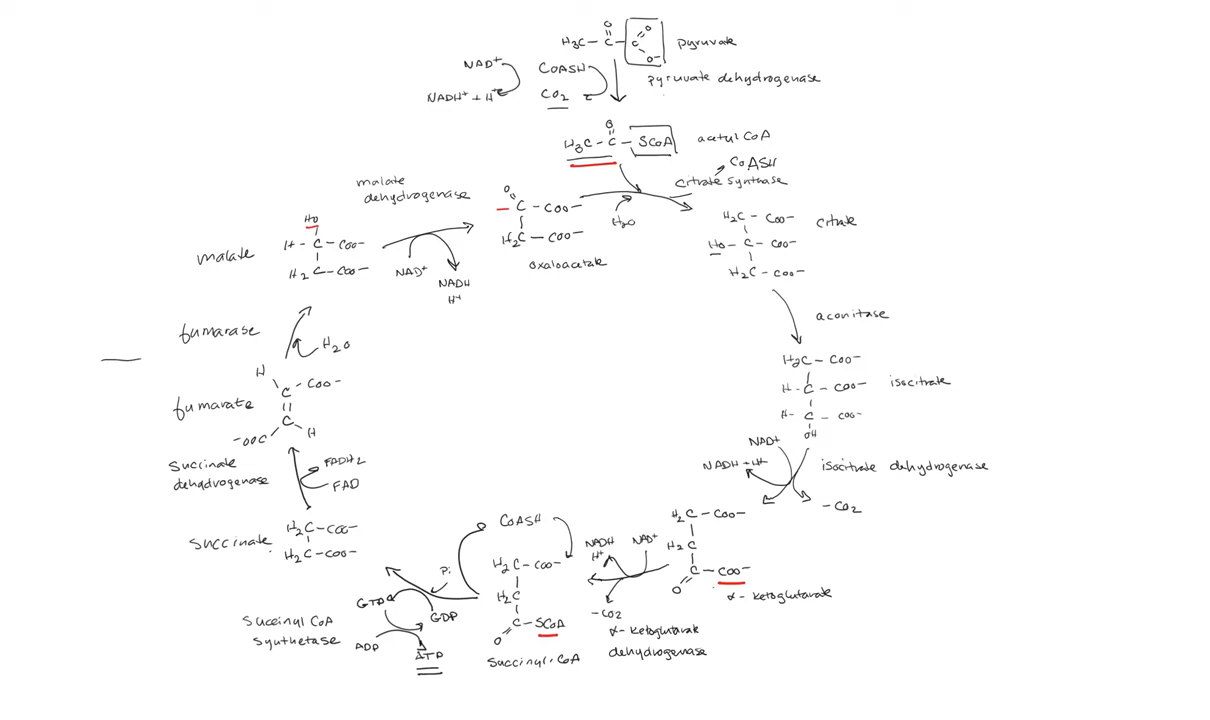 O
H3C - C - C O O-
pyruvate
NAD+
COASH
pyruvate dehydrogenase
NADH+ + H+
CO2
O
H3C - C - SCOA
acetyl CoA
COASH
citrate synthase
malate
dehydrogenase
O
C - COO-
H2C - COO-
oxaloacetate
H2O
H2C - COO-
HO - C - COO-
H2C - COO-
citrate
HO
H - C - COO-
H2 C - COO-
malate
NAD+
NADH
H+
aconitase
fumarase
H2O
H2C - COO-
H - C - COO-
H - C - COO-
OH
isocitrate
H
C - COO-
C
-OOC
H
fumarate
NAD+
NADH + H+
isocitrate dehydrogenase
-CO2
succinate
dehydrogenase
FADH2
FAD
H2C - COO-
H2C - COO-
succinate
COASH
H2C - COO-
H2C
C - SCOA
O
succinyl-CoA
NADH
H+
NAD+
-CO2
α-ketoglutarate
dehydrogenase
H2C - COO-
H2C
C - COO-
O
α-ketoglutarate
Pi
GTP
GDP
ADP
ATP
succinyl CoA
synthetase